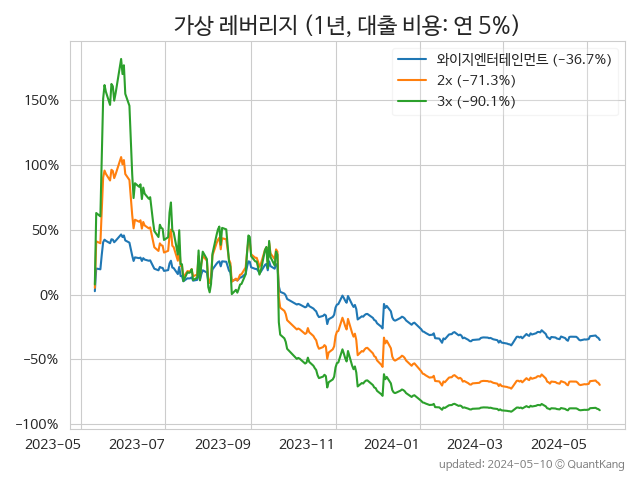 가상 레버리지 (1년, 대출 비용: 연 5%)
와이지엔터테인먼트 (−36.7%)
2x (−71.3%)
3x (−90.1%)
150%
100%
50%
0%
−50%
−100%
2023−05 2023−07 2023−09 2023−11 2024−01 2024−03 2024−05
updated: 2024−05−10 © QuantKang